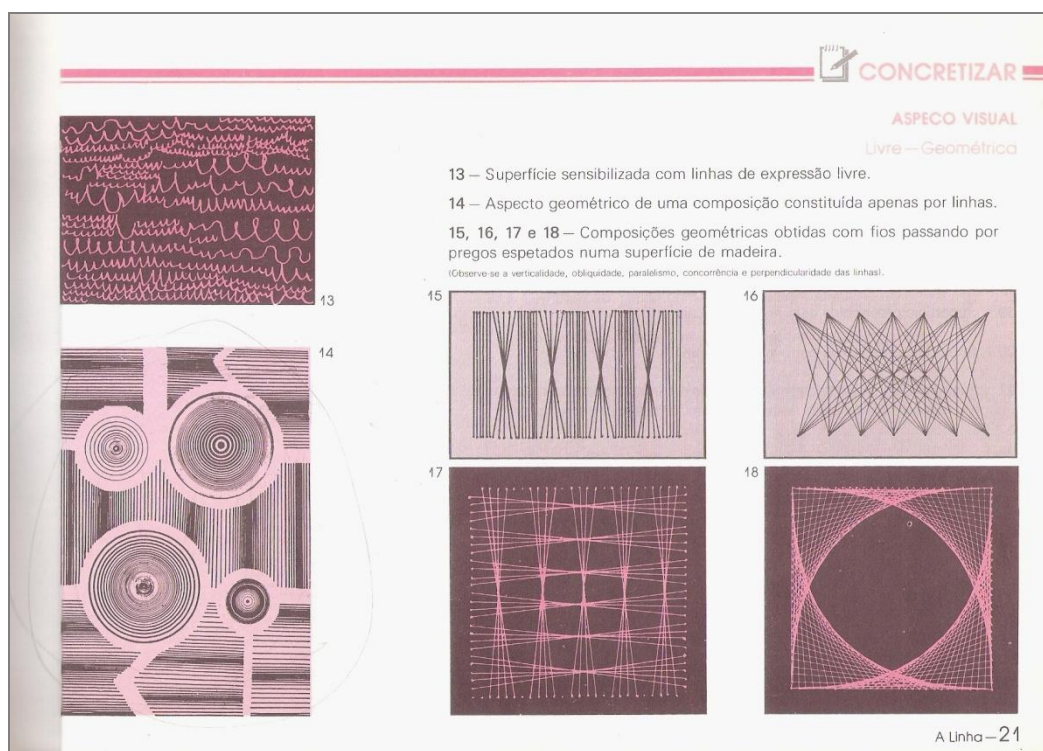 CONCRETIZAR
ASPECO VISUAL
Livre — Geométrica
13 — Superfície sensibilizada com linhas de expressão livre.
14 — Aspecto geométrico de uma composição constituída apenas por linhas.
15, 16, 17 e 18 — Composições geométricas obtidas com fios passando por
pregos espetados numa superfície de madeira.
(Observe-se a verticalidade, obliquidade, paralelismo, concorrência e perpendicularidade das linhas).
13
14
15
16
17
18
A Linha — 21